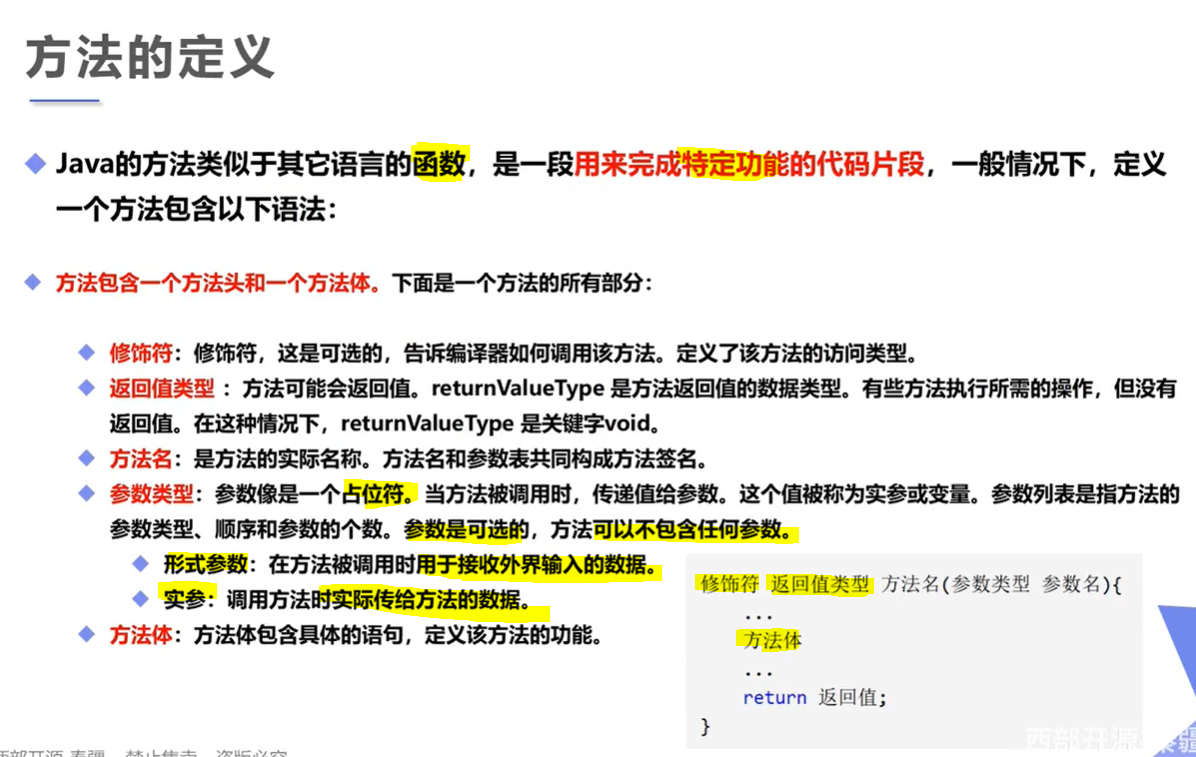 方法的定义
Java的方法类似于其它语言的函数，是一段用来完成特定功能的代码片段，一般情况下，定义
一个方法包含以下语法：
方法包含一个方法头和一个方法体。下面是一个方法的所有部分：
修饰符：修饰符，这是可选的，告诉编译器如何调用该方法。定义了该方法的访问类型。
返回值类型 ：方法可能会返回值。returnValueType 是方法返回值的数据类型。有些方法执行所需的操作，但没有
返回值。在这种情况下，returnValueType 是关键字void。
方法名：是方法的实际名称。方法名和参数表共同构成方法签名。
参数类型：参数像是一个占位符。当方法被调用时，传递值给参数。这个值被称为实参或变量。参数列表是指方法的
参数类型、顺序和参数的个数。参数是可选的，方法可以不包含任何参数。
形式参数：在方法被调用时用于接收外界输入的数据。
实参：调用方法时实际传给方法的数据。
方法体：方法体包含具体的语句，定义该方法的功能。
修饰符 返回值类型 方法名(参数类型 参数名){
...
方法体
...
return 返回值;
}
西部开源 秦疆
西部开源-秦疆 禁止售卖，盗版必究